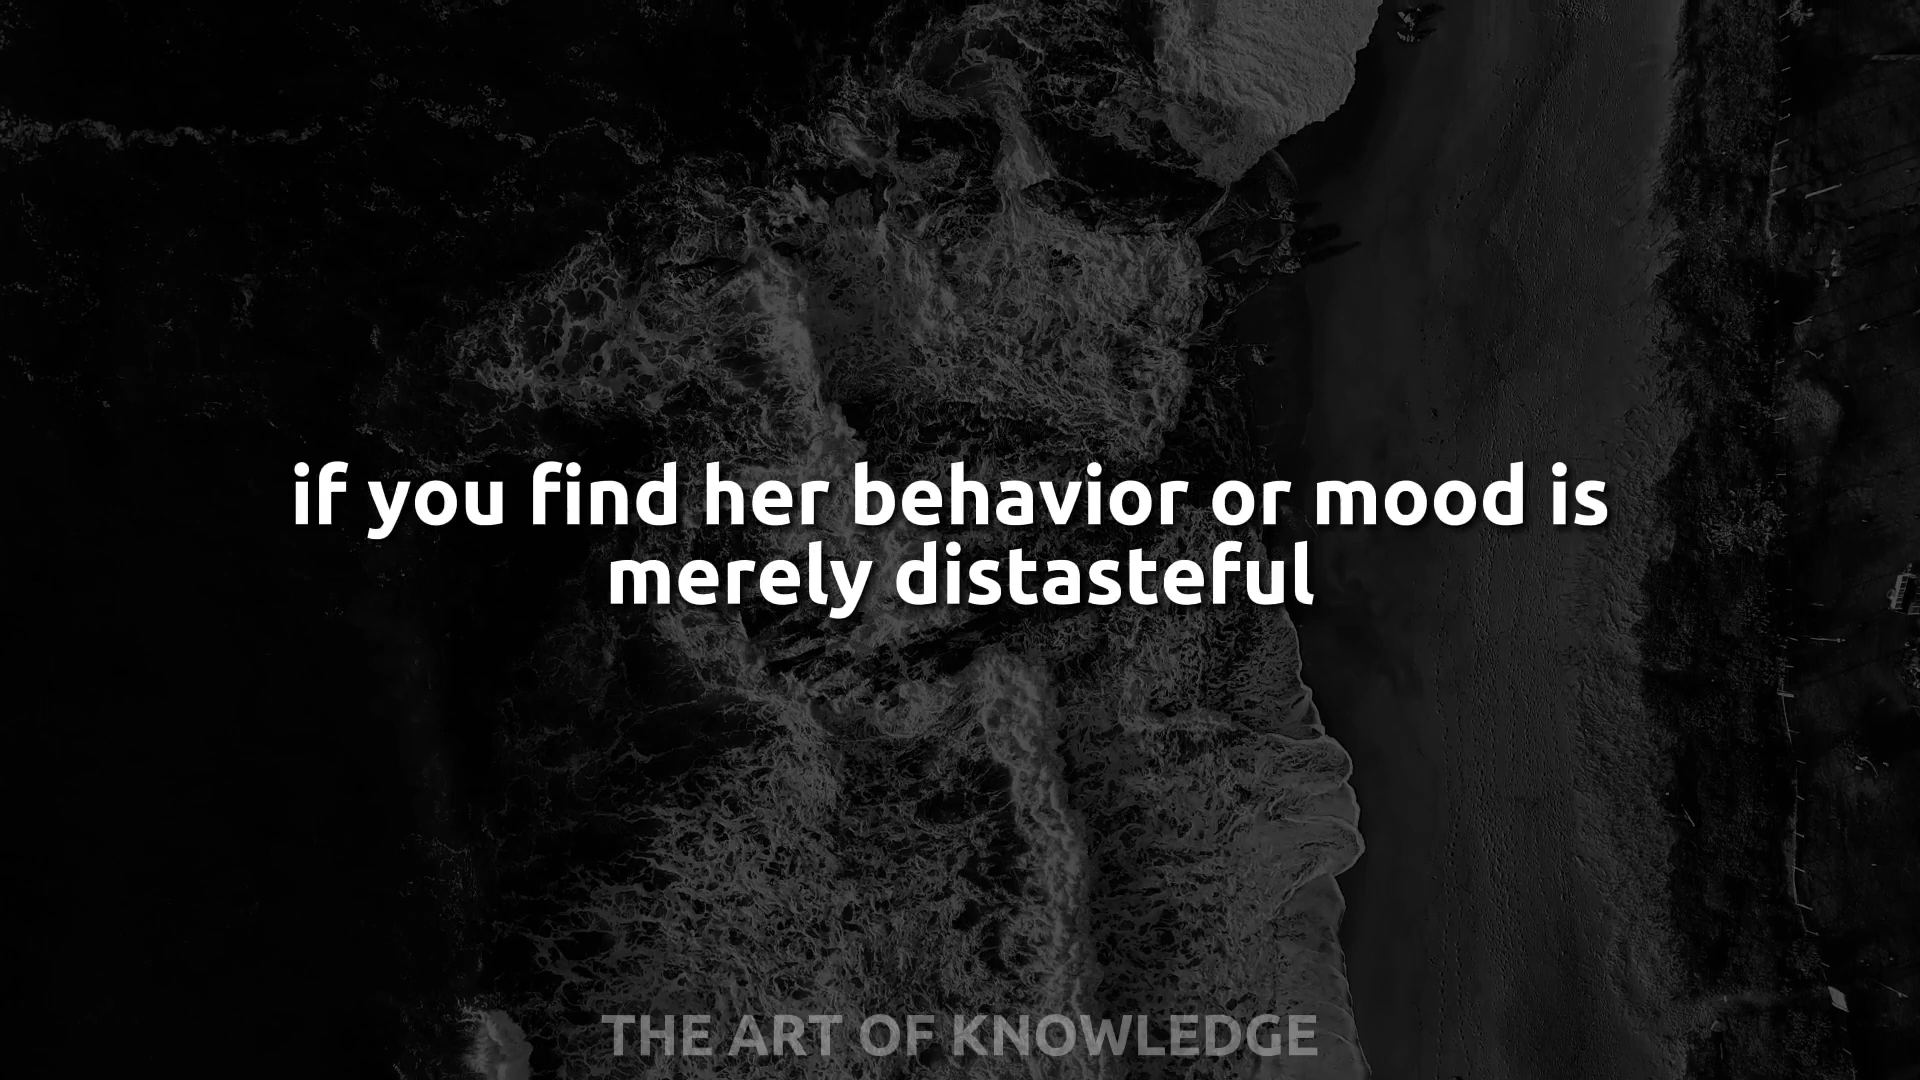 if you find her behavior or mood is
merely distasteful
THE ART OF KNOWLEDGE